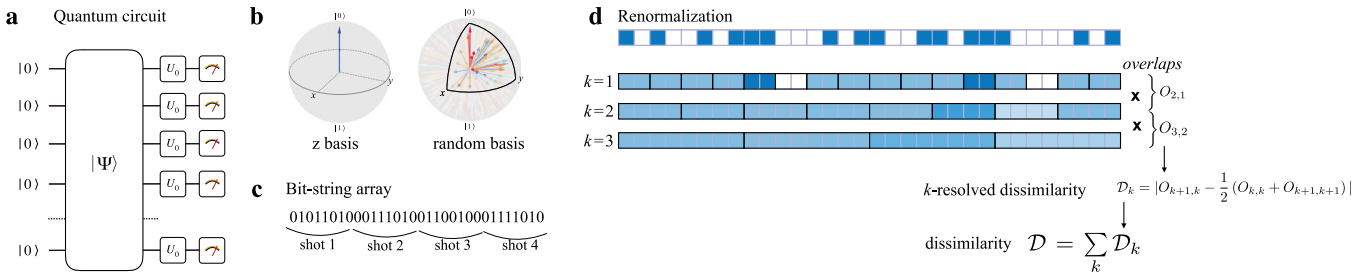 a Quantum circuit
|0⟩ U₀
|0⟩ U₀
|0⟩ U₀
|0⟩ U₀
|0⟩ U₀
|Ψ⟩
b
|0⟩ |0⟩
x y x y
|1⟩ |1⟩
z basis random basis
c Bit-string array
01011010001110100110010001111010
shot 1 shot 2 shot 3 shot 4
d Renormalization
overlaps
k=1
x O₂,₁
k=2
x O₃,₂
k=3
k-resolved dissimilarity 𝒟ₖ = |Oₖ₊₁,ₖ − 1/2 (Oₖ,ₖ + Oₖ₊₁,ₖ₊₁) |
dissimilarity 𝒟 = ∑ₖ 𝒟ₖ